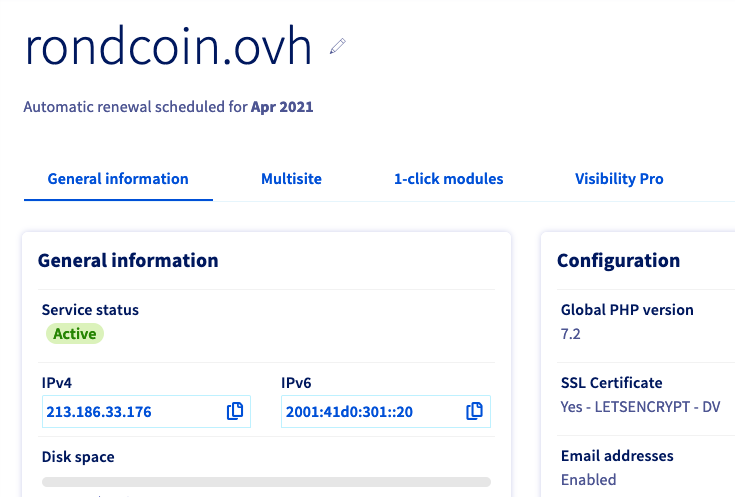 rondcoin.ovh
Automatic renewal scheduled for Apr 2021
General information
Multisite
1-click modules
Visibility Pro
General information
Service status
Active
IPv4
IPv6
213.186.33.176
2001:41d0:301::20
Disk space
Configuration
Global PHP version
7.2
SSL Certificate
Yes - LETSENCRYPT - DV
Email addresses
Enabled